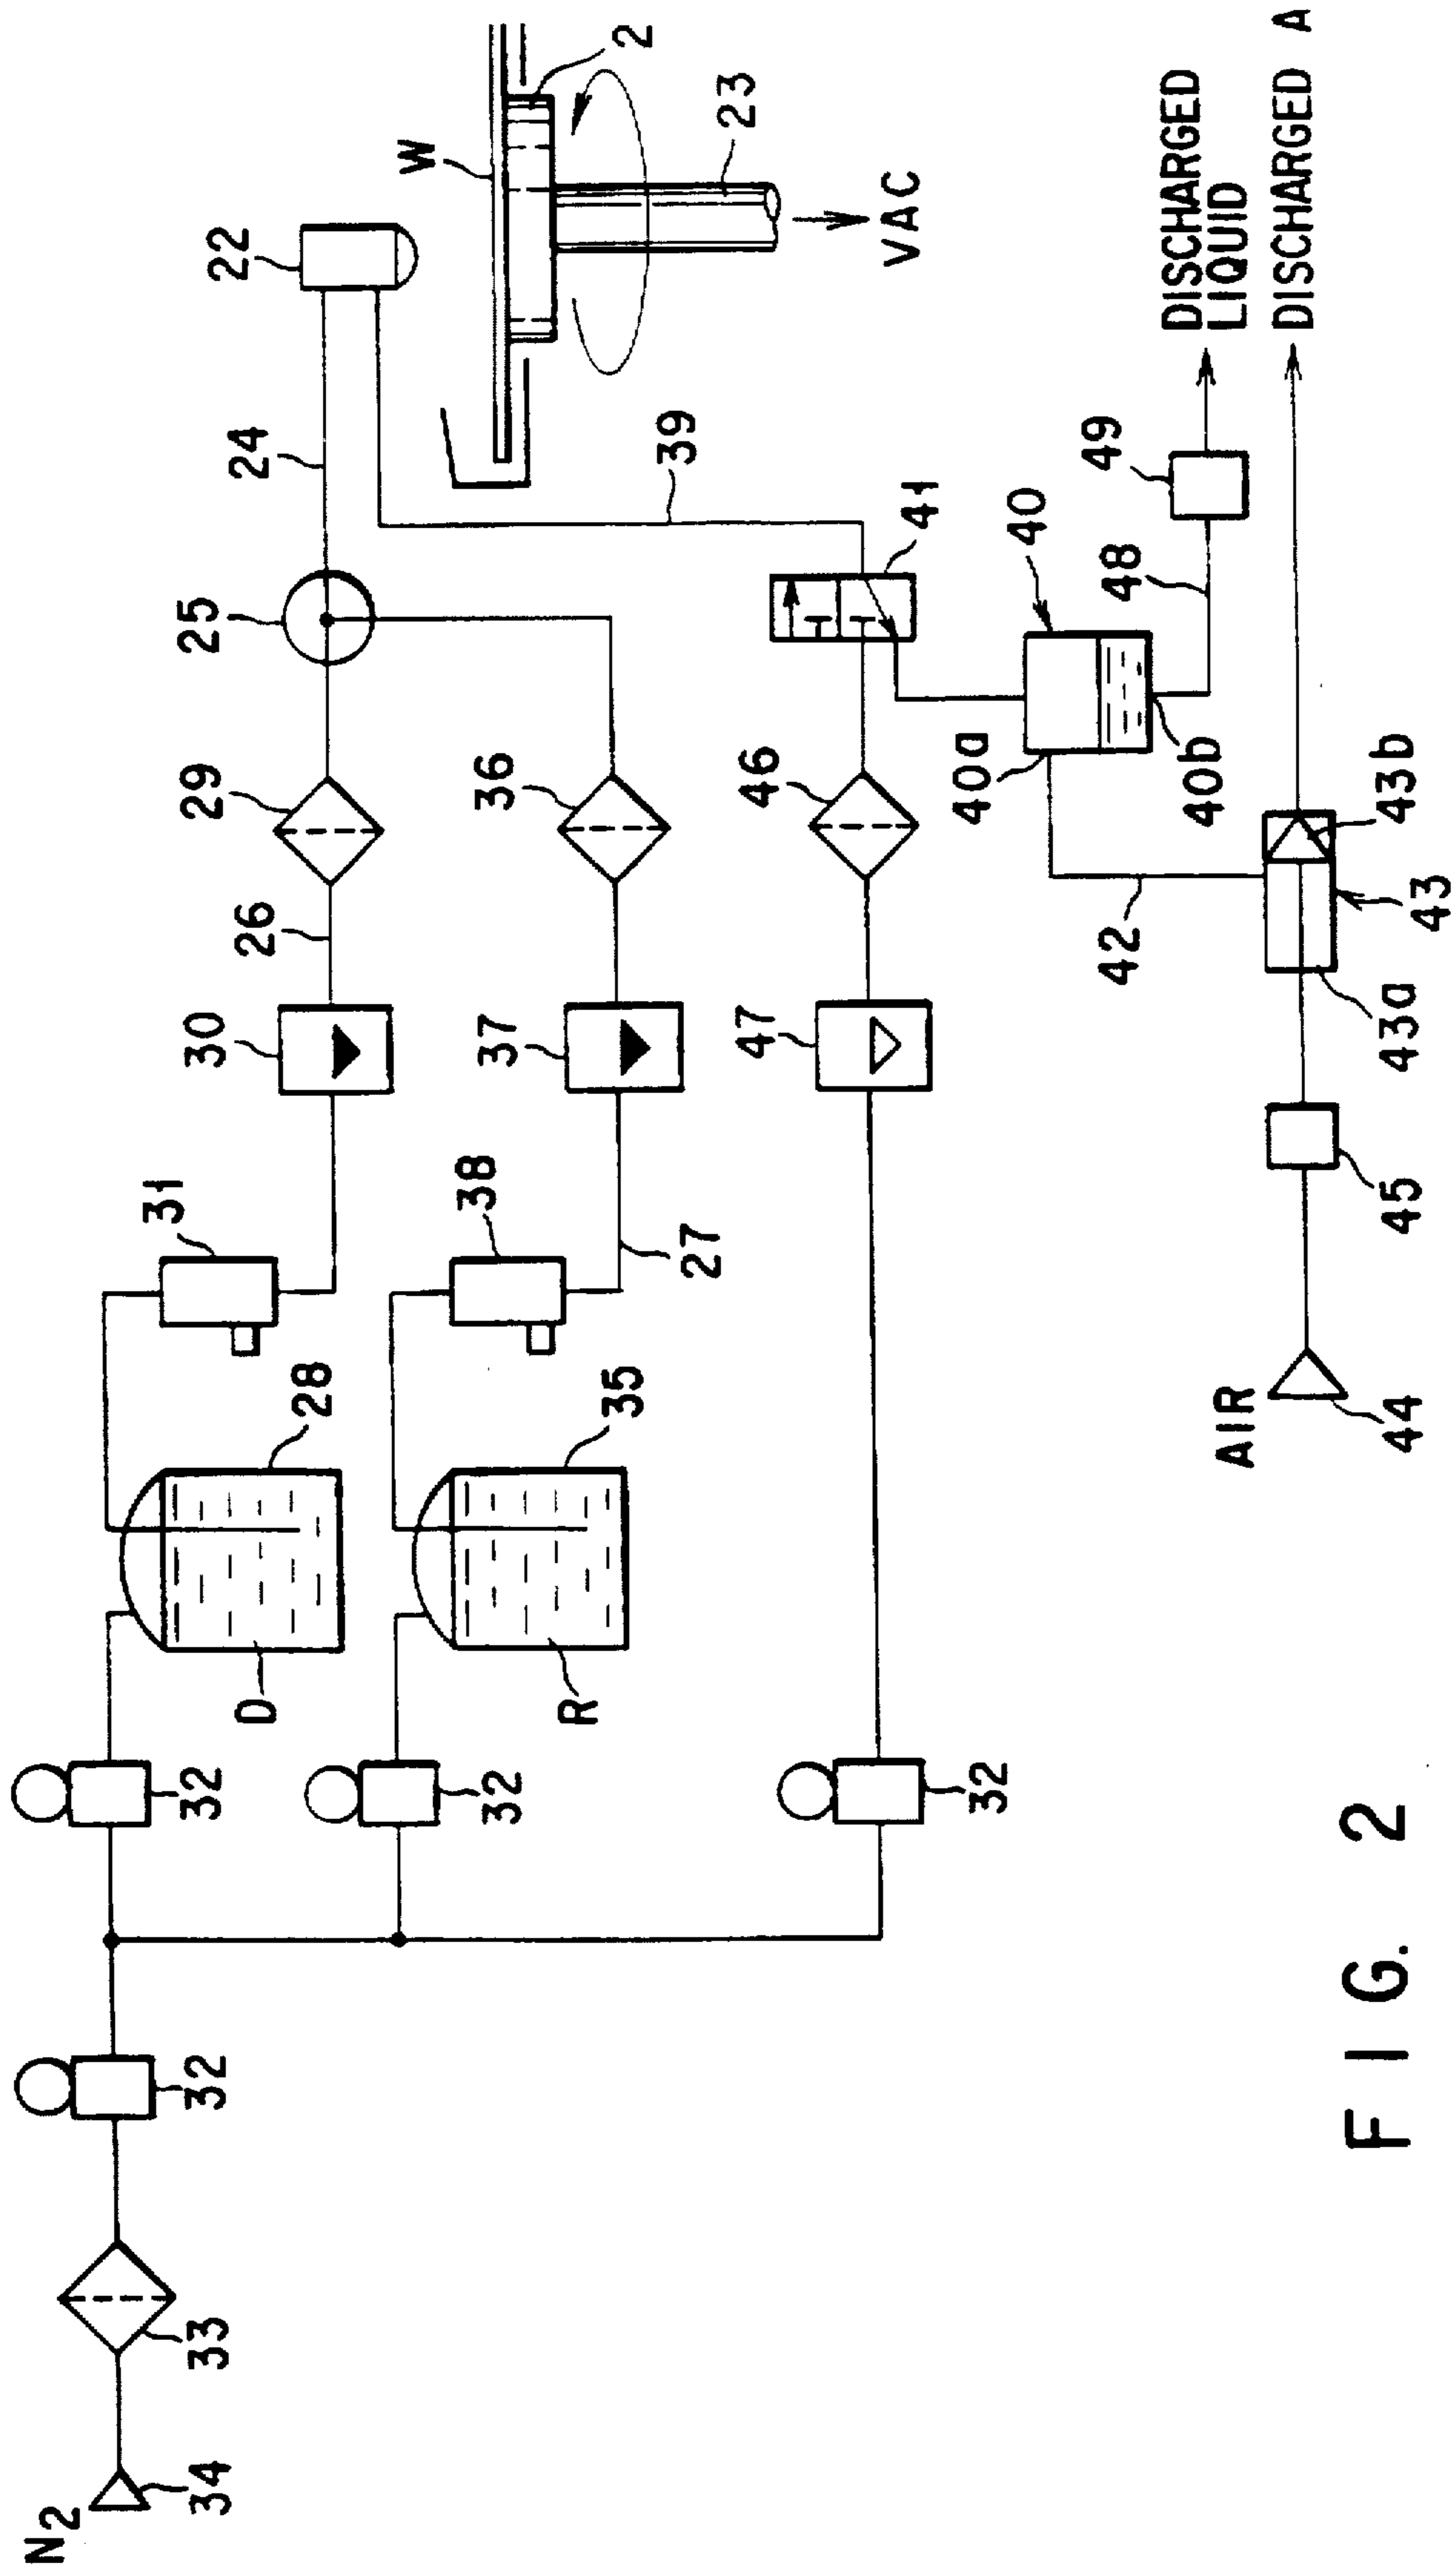 22
24
25
29
26
30
31
28
D
32
32
33
34
N2
W
2
23
VAC
39
36
37
38
27
35
R
32
41
46
47
32
40
40a
40b
48
49
DISCHARGED
LIQUID
DISCHARGED A
42
43b
43
43a
45
44
AIR
FIG. 2